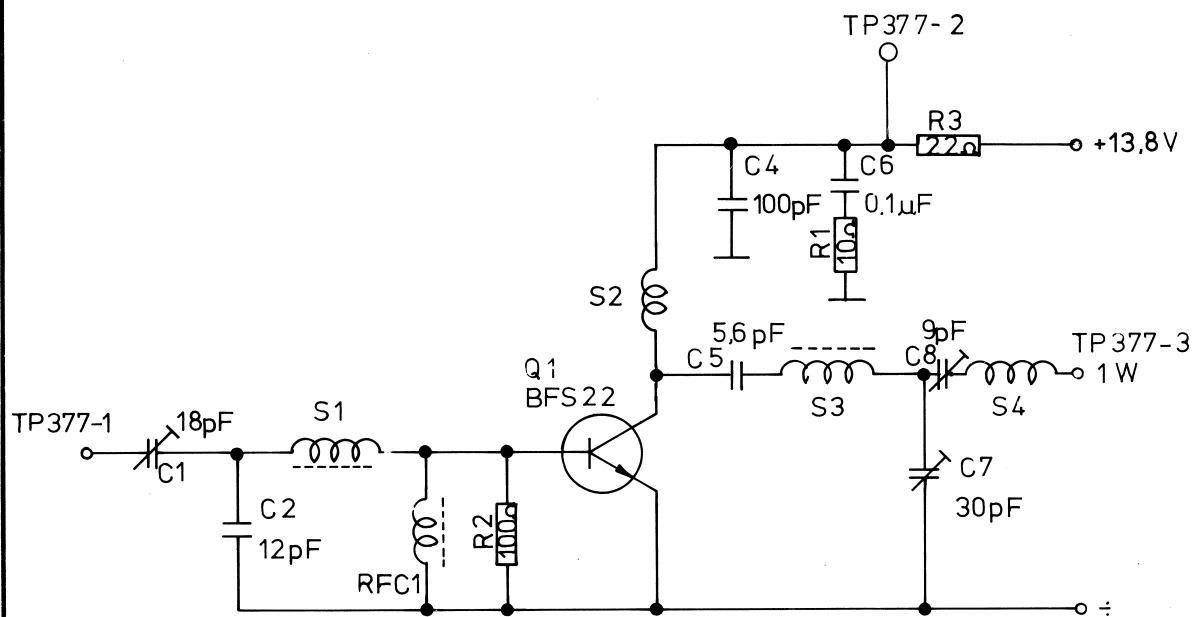 TP377-2
R3
22Ω
+13,8V
C4
100pF
C6
0.1µF
R1
10Ω
S2
5,6pF
C5
9pF
C8
TP377-3
1W
S3
S4
Q1
BFS22
TP377-1
18pF
C1
S1
C2
12pF
RFC1
R2
100Ω
C7
30pF
÷